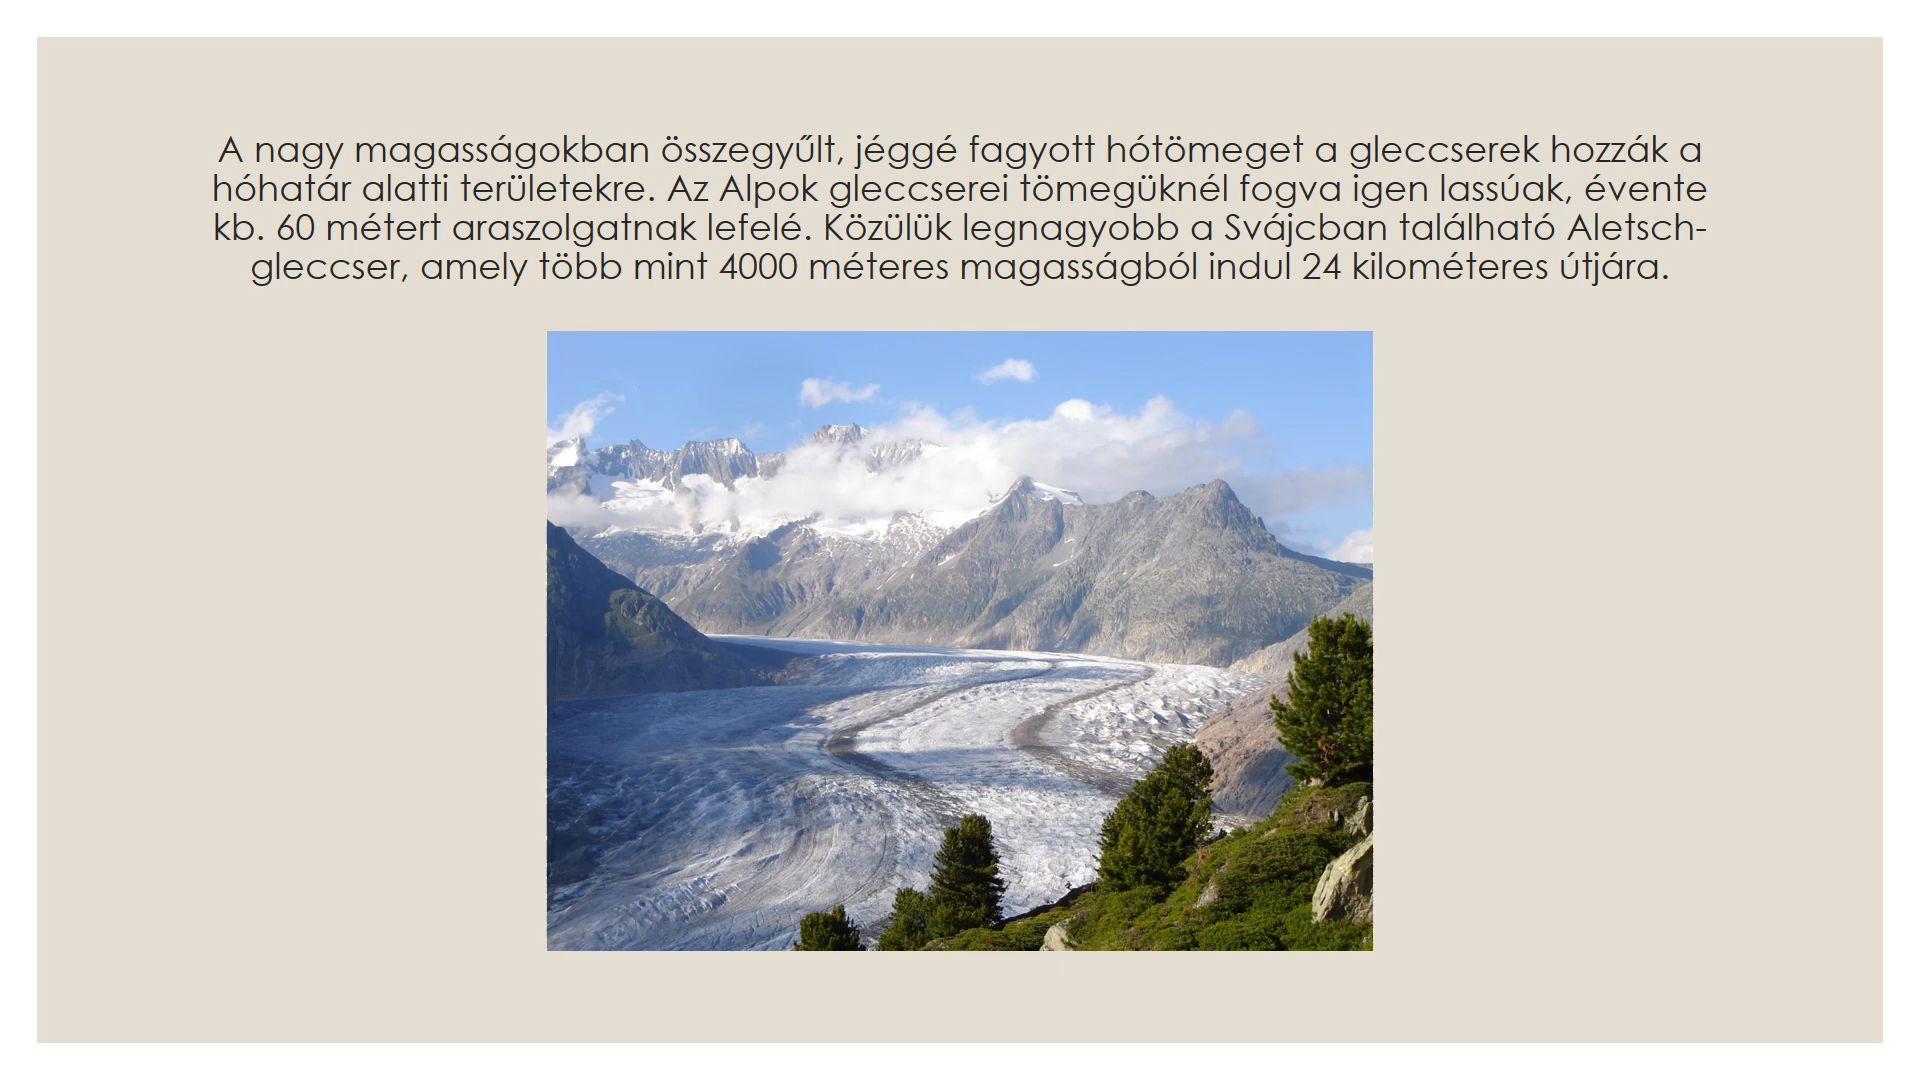 A nagy magasságokban összegyűlt, jéggé fagyott hótömeget a gleccserek hozzák a
hóhatár alatti területekre. Az Alpok gleccserei tömegüknél fogva igen lassúak, évente
kb. 60 métert araszolgatnak lefelé. Közülük legnagyobb a Svájcban található Aletsch-
gleccser, amely több mint 4000 méteres magasságból indul 24 kilométeres útjára.